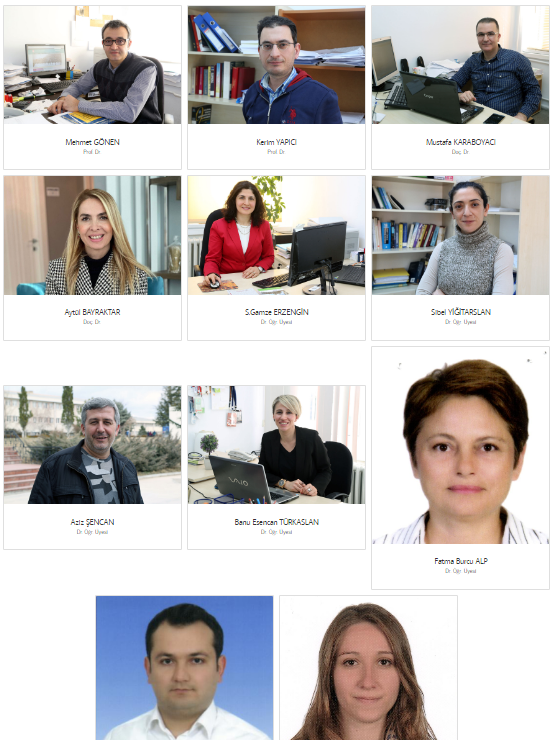 Mehmet GÖNEN
Prof. Dr.
Kerim YAPICI
Prof. Dr.
Mustafa KARABOYACI
Doç. Dr.
Aytül BAYRAKTAR
Doç. Dr.
S.Gamze ERZENGİN
Dr. Öğr. Üyesi
Sibel YİĞİTARSLAN
Dr. Öğr. Üyesi
Aziz ŞENCAN
Dr. Öğr. Üyesi
Banu Esencan TÜRKASLAN
Dr. Öğr. Üyesi
Fatma Burcu ALP
Dr. Öğr. Üyesi